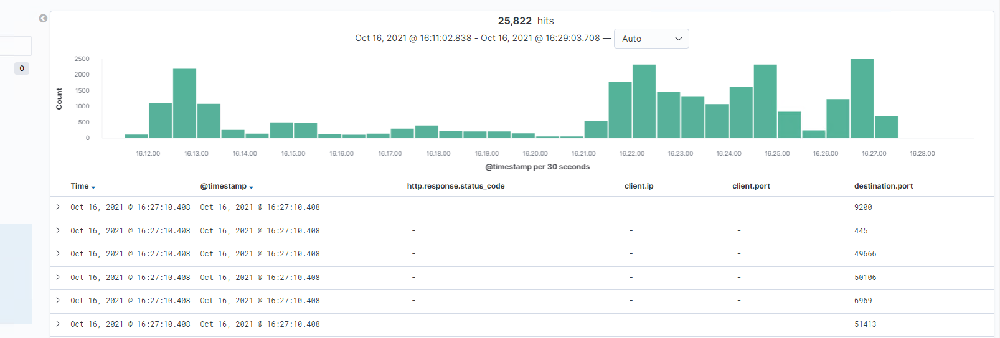 25,822 hits
Oct 16, 2021 @ 16:11:02.838 - Oct 16, 2021 @ 16:29:03.708 — Auto
0
Count
2500
2000
1500
1000
500
0
16:12:00 16:13:00 16:14:00 16:15:00 16:16:00 16:17:00 16:18:00 16:19:00 16:20:00 16:21:00 16:22:00 16:23:00 16:24:00 16:25:00 16:26:00 16:27:00 16:28:00
@timestamp per 30 seconds
Time @timestamp http.response.status_code client.ip client.port destination.port
Oct 16, 2021 @ 16:27:10.408 Oct 16, 2021 @ 16:27:10.408 - - - 9200
Oct 16, 2021 @ 16:27:10.408 Oct 16, 2021 @ 16:27:10.408 - - - 445
Oct 16, 2021 @ 16:27:10.408 Oct 16, 2021 @ 16:27:10.408 - - - 49666
Oct 16, 2021 @ 16:27:10.408 Oct 16, 2021 @ 16:27:10.408 - - - 50106
Oct 16, 2021 @ 16:27:10.408 Oct 16, 2021 @ 16:27:10.408 - - - 6969
Oct 16, 2021 @ 16:27:10.408 Oct 16, 2021 @ 16:27:10.408 - - - 51413